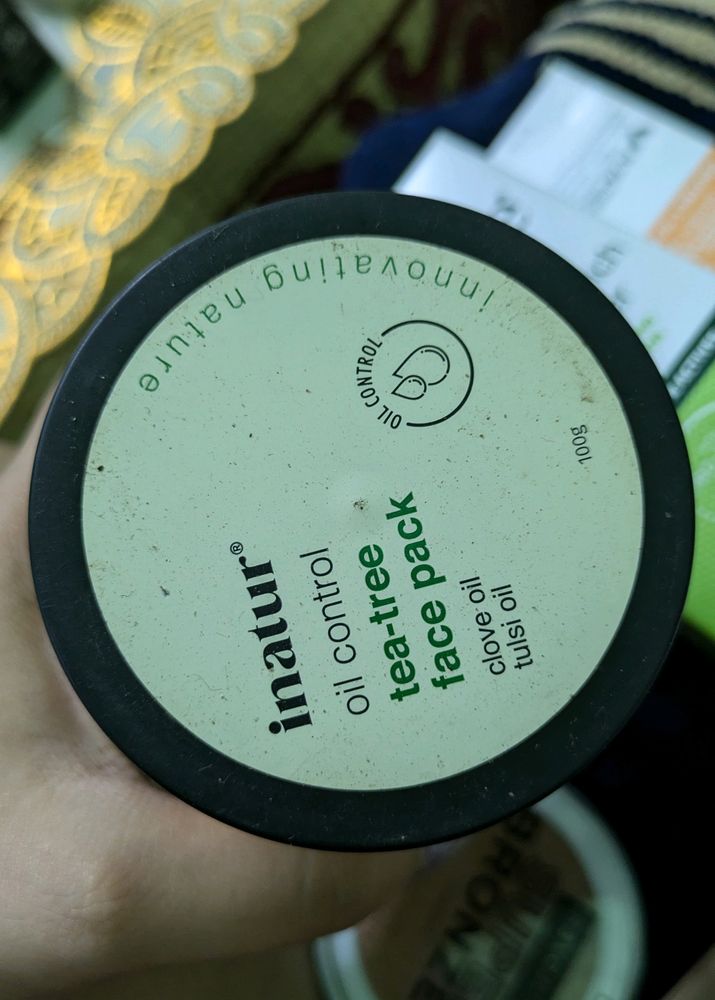 innovating nature
OIL CONTROL
inatur®
oil control
tea-tree
face pack
clove oil
tulsi oil
100g